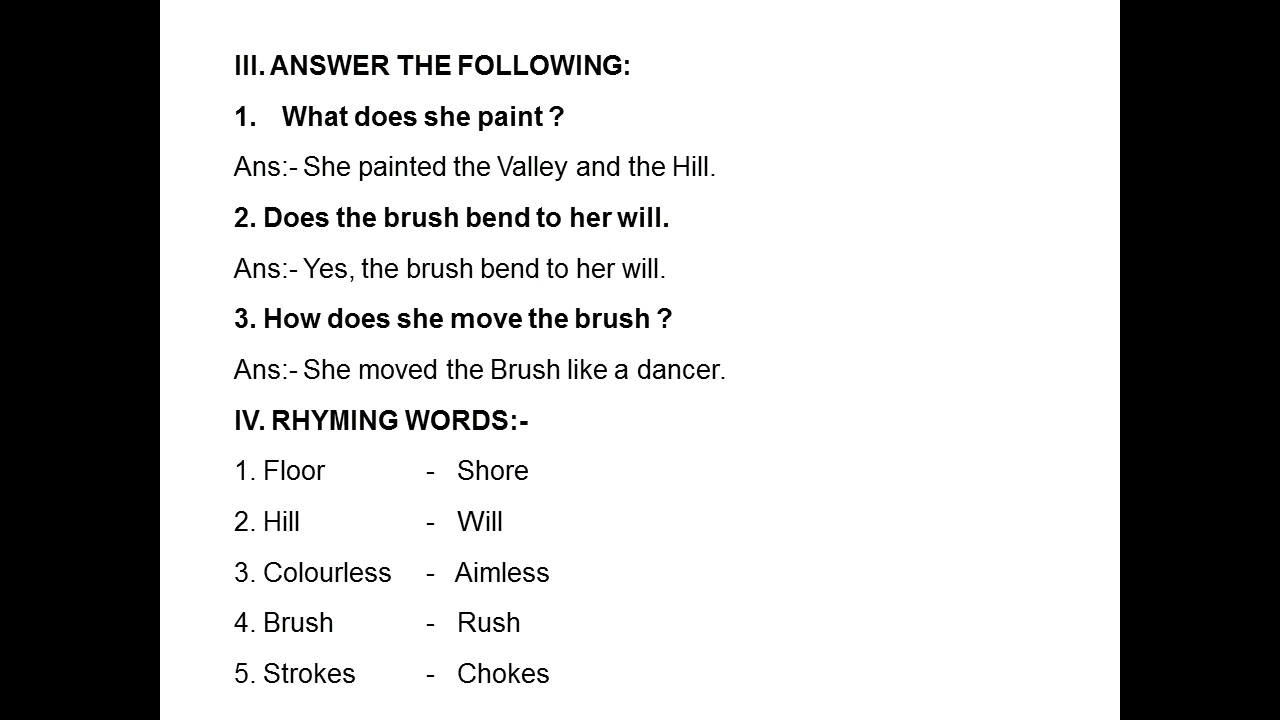 III. ANSWER THE FOLLOWING:
1. What does she paint ?
Ans:- She painted the Valley and the Hill.
2. Does the brush bend to her will.
Ans:- Yes, the brush bend to her will.
3. How does she move the brush ?
Ans:- She moved the Brush like a dancer.
IV. RHYMING WORDS:-
1. Floor - Shore
2. Hill - Will
3. Colourless - Aimless
4. Brush - Rush
5. Strokes - Chokes